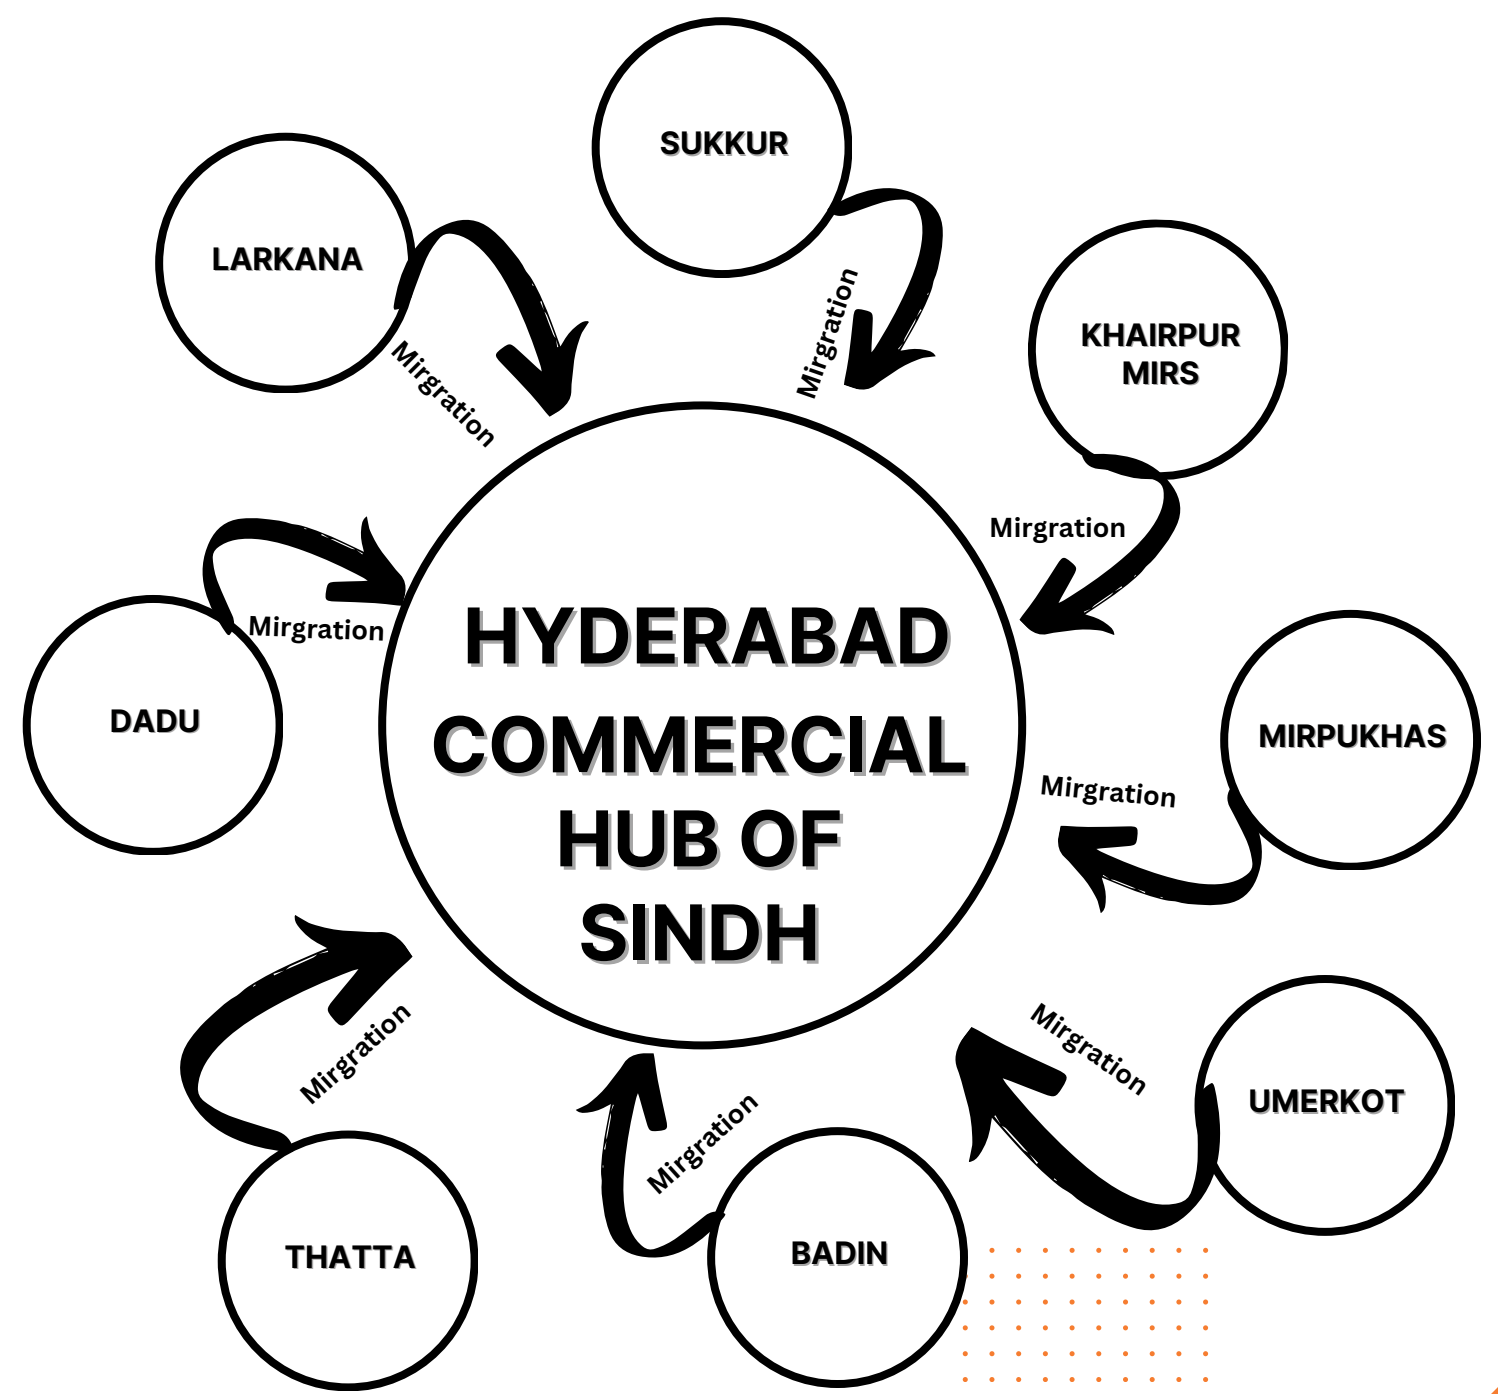 SUKKUR
LARKANA
Mirgration
Mirgration
KHAIRPUR
MIRS
Mirgration
Mirgration
DADU
HYDERABAD
COMMERCIAL
HUB OF
SINDH
MIRPUKHAS
Mirgration
Mirgration
UMERKOT
Mirgration
THATTA
Mirgration
BADIN